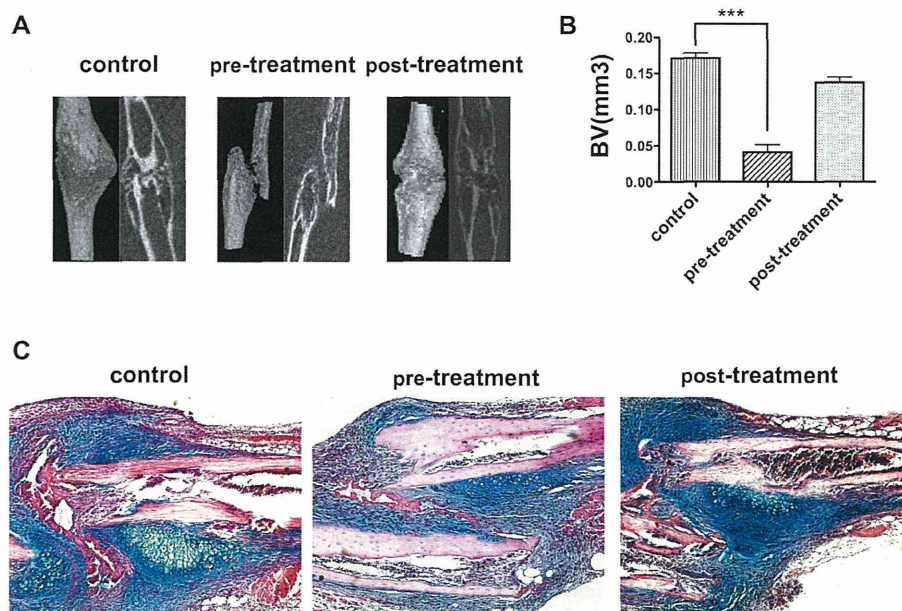 A
control
pre-treatment
post-treatment
B
***
BV(mm3)
0.20
0.15
0.10
0.05
0.00
control
pre-treatment
post-treatment
C
control
pre-treatment
post-treatment